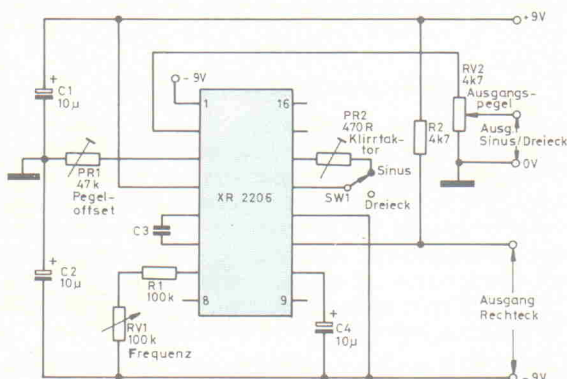 +9V
C1
10µ
-9V
1
16
RV2
4k7
Ausgangs-
pegel
PR2
470R
Klirrfak-
tor
R2
4k7
Ausg.
Sinus/Dreieck
0V
PR1
47k
Pegel-
offset
XR 2206
Sinus
SW1
Dreieck
C3
C2
10µ
R1
100k
8
9
RV1
100k
Frequenz
C4
10µ
Ausgang
Rechteck
-9V